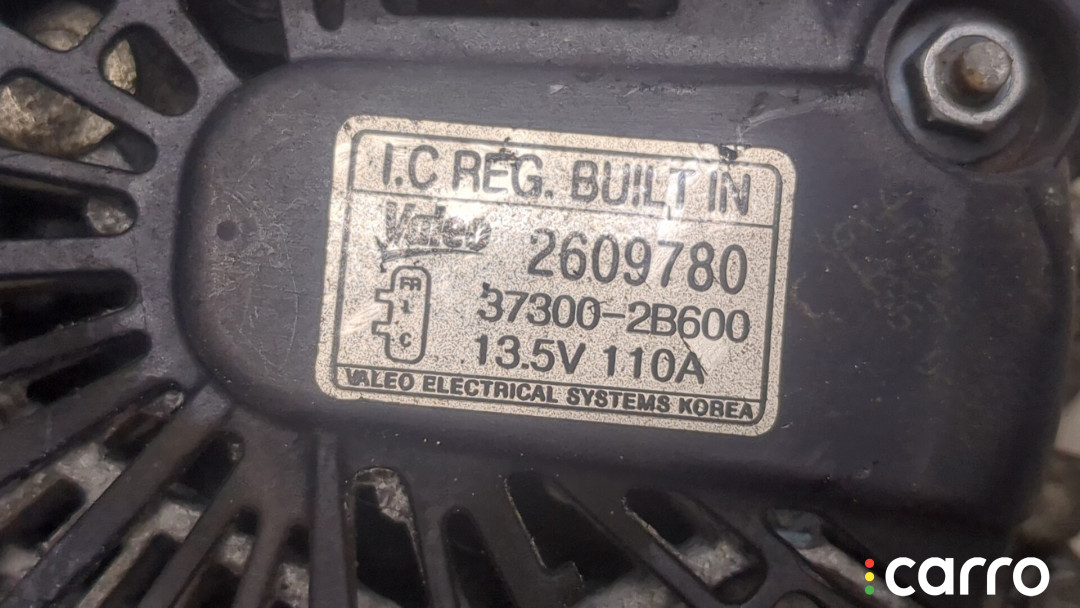 I.C REG. BUILT IN
Valeo 2609780
FR
L
C
37300-2B600
13.5V 110A
VALEO ELECTRICAL SYSTEMS KOREA
carro